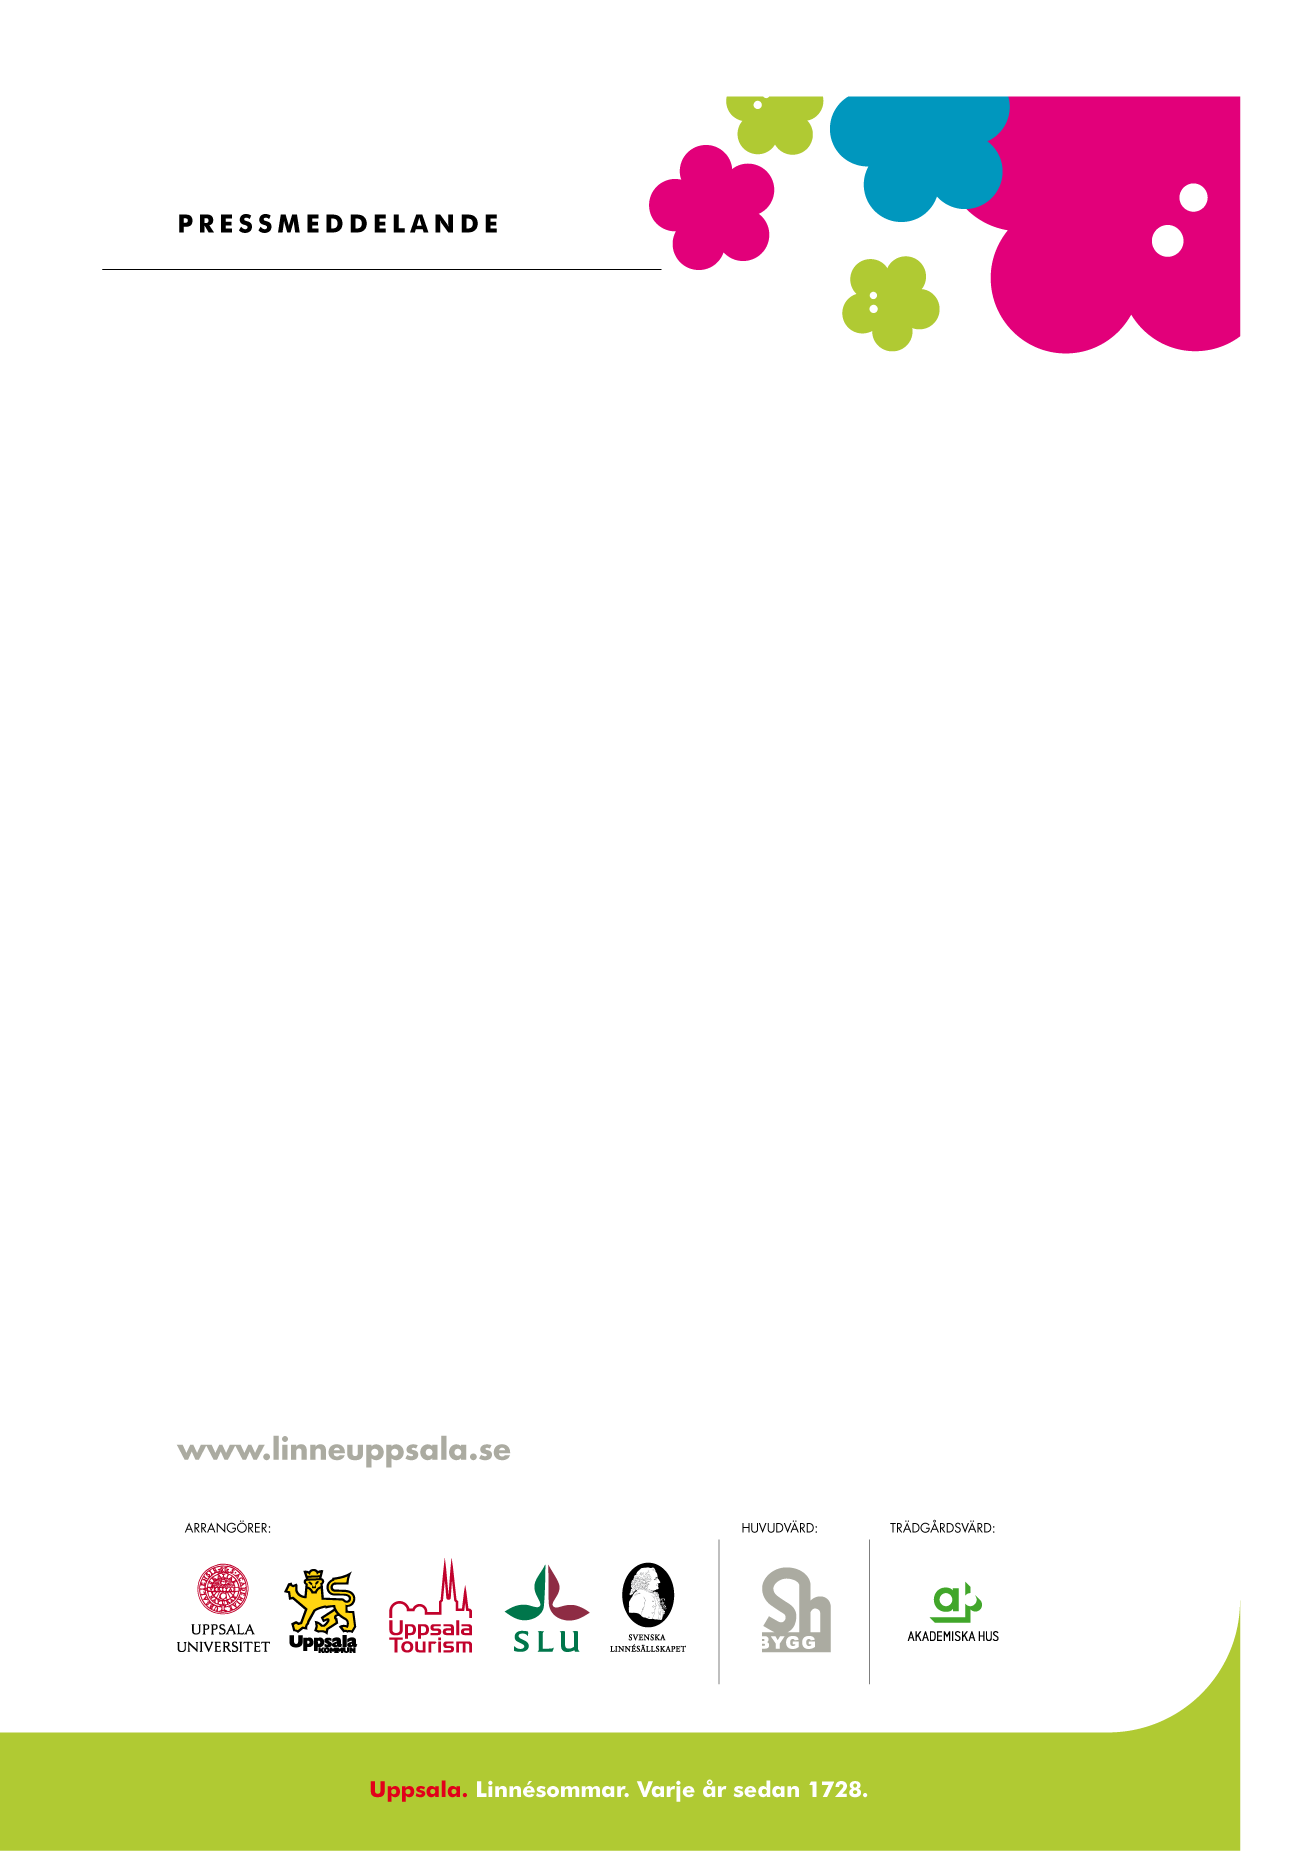 PRESSMEDDELANDE
www.linneuppsala.se
ARRANGÖRER:
HUVUDVÄRD:
TRÄDGÅRDSVÄRD:
UPPSALA
UNIVERSITET
Uppsala
KOMMUN
Uppsala
Tourism
SLU
SVENSKA
LINNÉSÄLLSKAPET
Sh
BYGG
AKADEMISKA HUS
Uppsala. Linnésommar. Varje år sedan 1728.